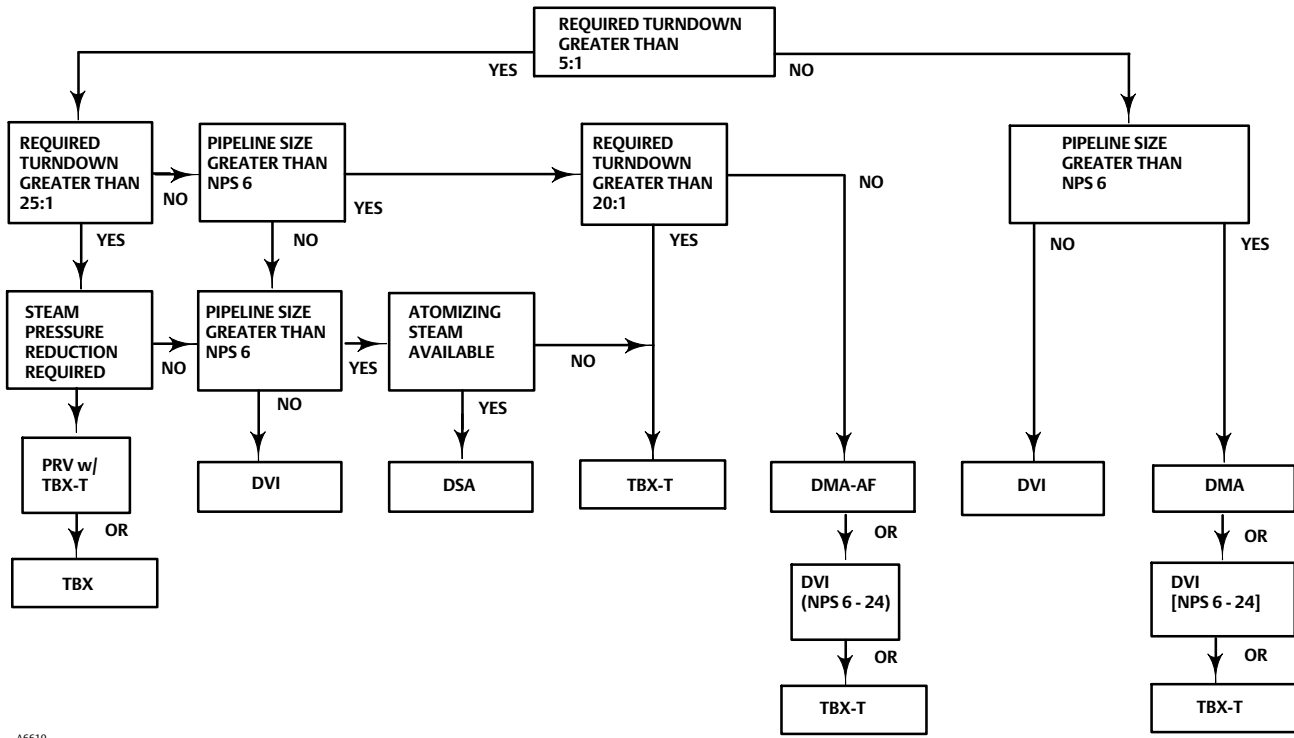 REQUIRED TURNDOWN
GREATER THAN
5:1
YES
NO
REQUIRED
TURNDOWN
GREATER THAN
25:1
NO
YES
PIPELINE SIZE
GREATER THAN
NPS 6
YES
NO
REQUIRED
TURNDOWN
GREATER THAN
20:1
NO
YES
PIPELINE SIZE
GREATER THAN
NPS 6
NO
YES
STEAM
PRESSURE
REDUCTION
REQUIRED
NO
PIPELINE SIZE
GREATER THAN
NPS 6
YES
NO
ATOMIZING
STEAM
AVAILABLE
NO
YES
PRV w/
TBX-T
OR
TBX
DVI
DSA
TBX-T
DMA-AF
OR
DVI
(NPS 6 - 24)
OR
TBX-T
DVI
DMA
OR
DVI
[NPS 6 - 24]
OR
TBX-T
A6619